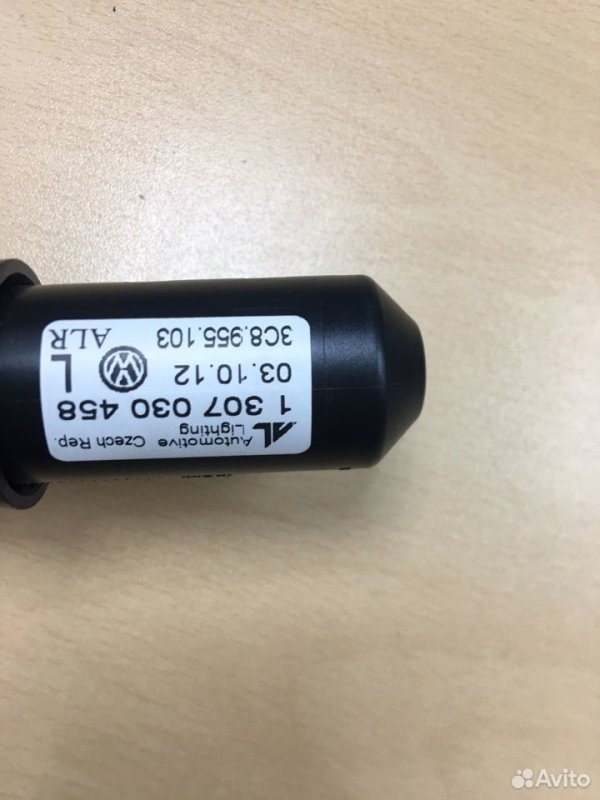 Automotive
Lighting
Czech Rep.
1 307 030 458
03.10.12
L
3C8.955.103
ALR
Avito